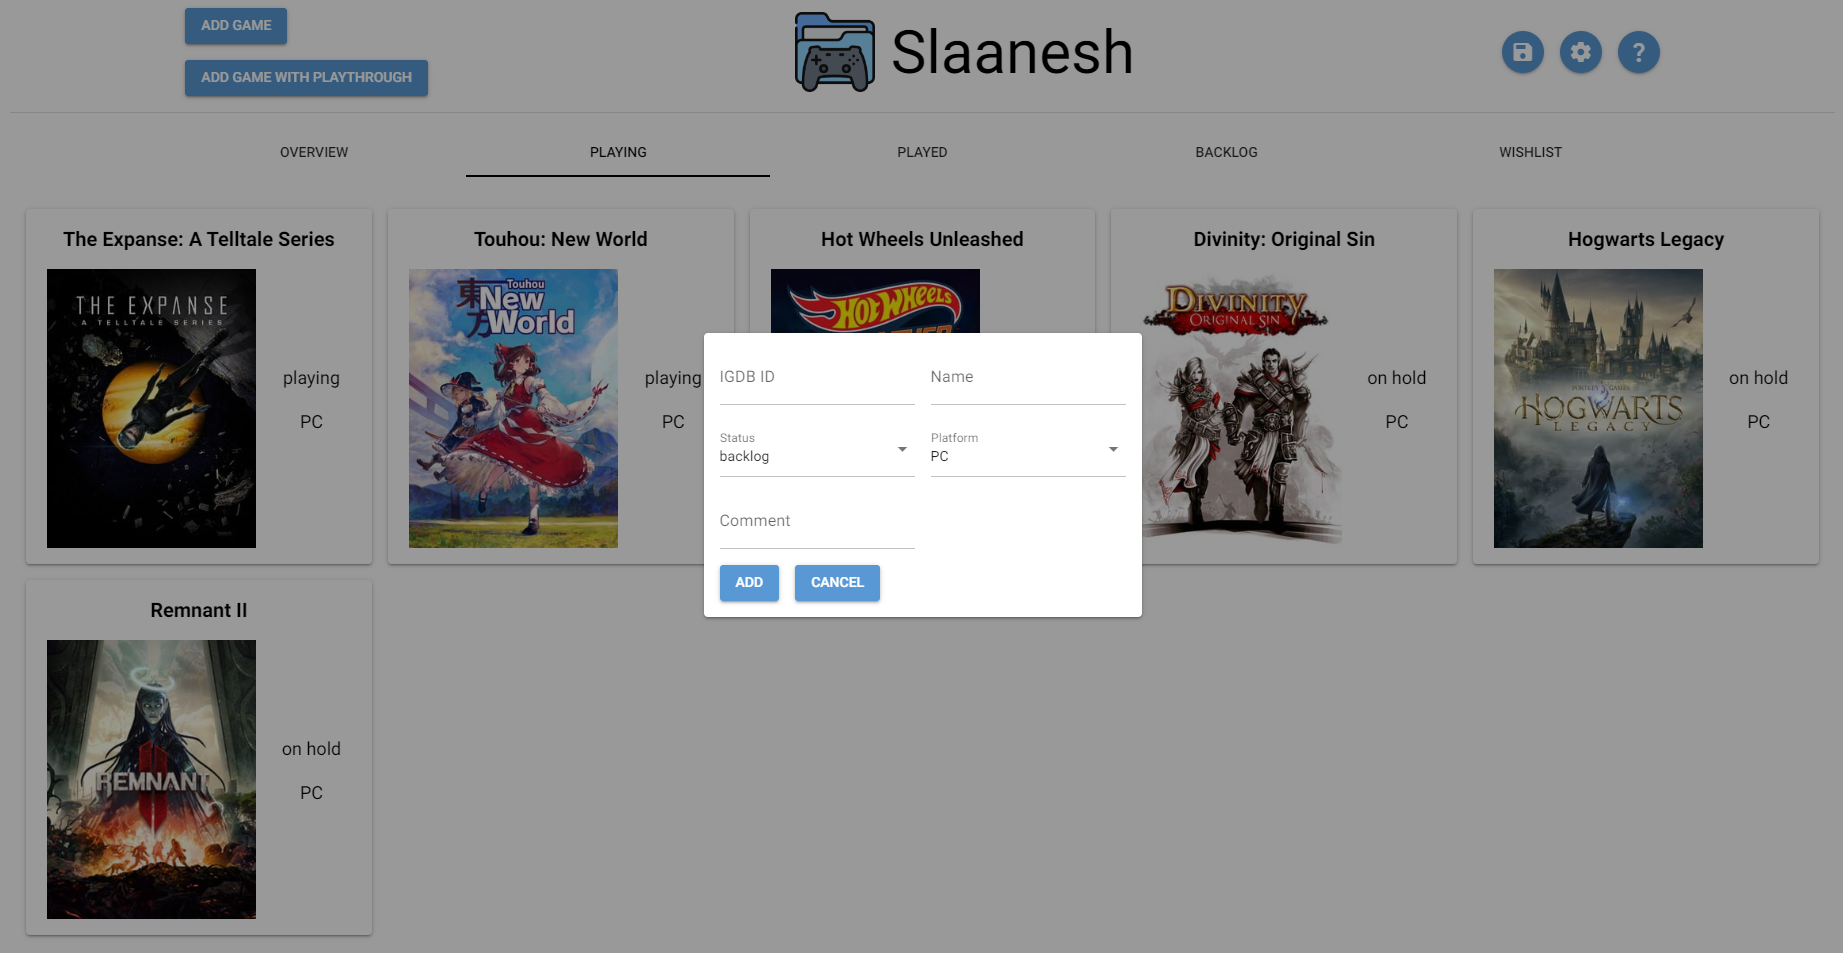 ADD GAME
ADD GAME WITH PLAYTHROUGH
Slaanesh
?
OVERVIEW
PLAYING
PLAYED
BACKLOG
WISHLIST
The Expanse: A Telltale Series
THE EXPANSE
A TELLTALE SERIES
playing
PC
Touhou: New World
東方
Touhou
New
World
playing
PC
Hot Wheels Unleashed
HOT WHEELS
Divinity: Original Sin
DIVINITY
ORIGINAL SIN
on hold
PC
Hogwarts Legacy
PORTKEY GAMES
HOGWARTS
LEGACY
on hold
PC
Remnant II
REMNANT
II
on hold
PC
IGDB ID
Name
Status
backlog
Platform
PC
Comment
ADD
CANCEL